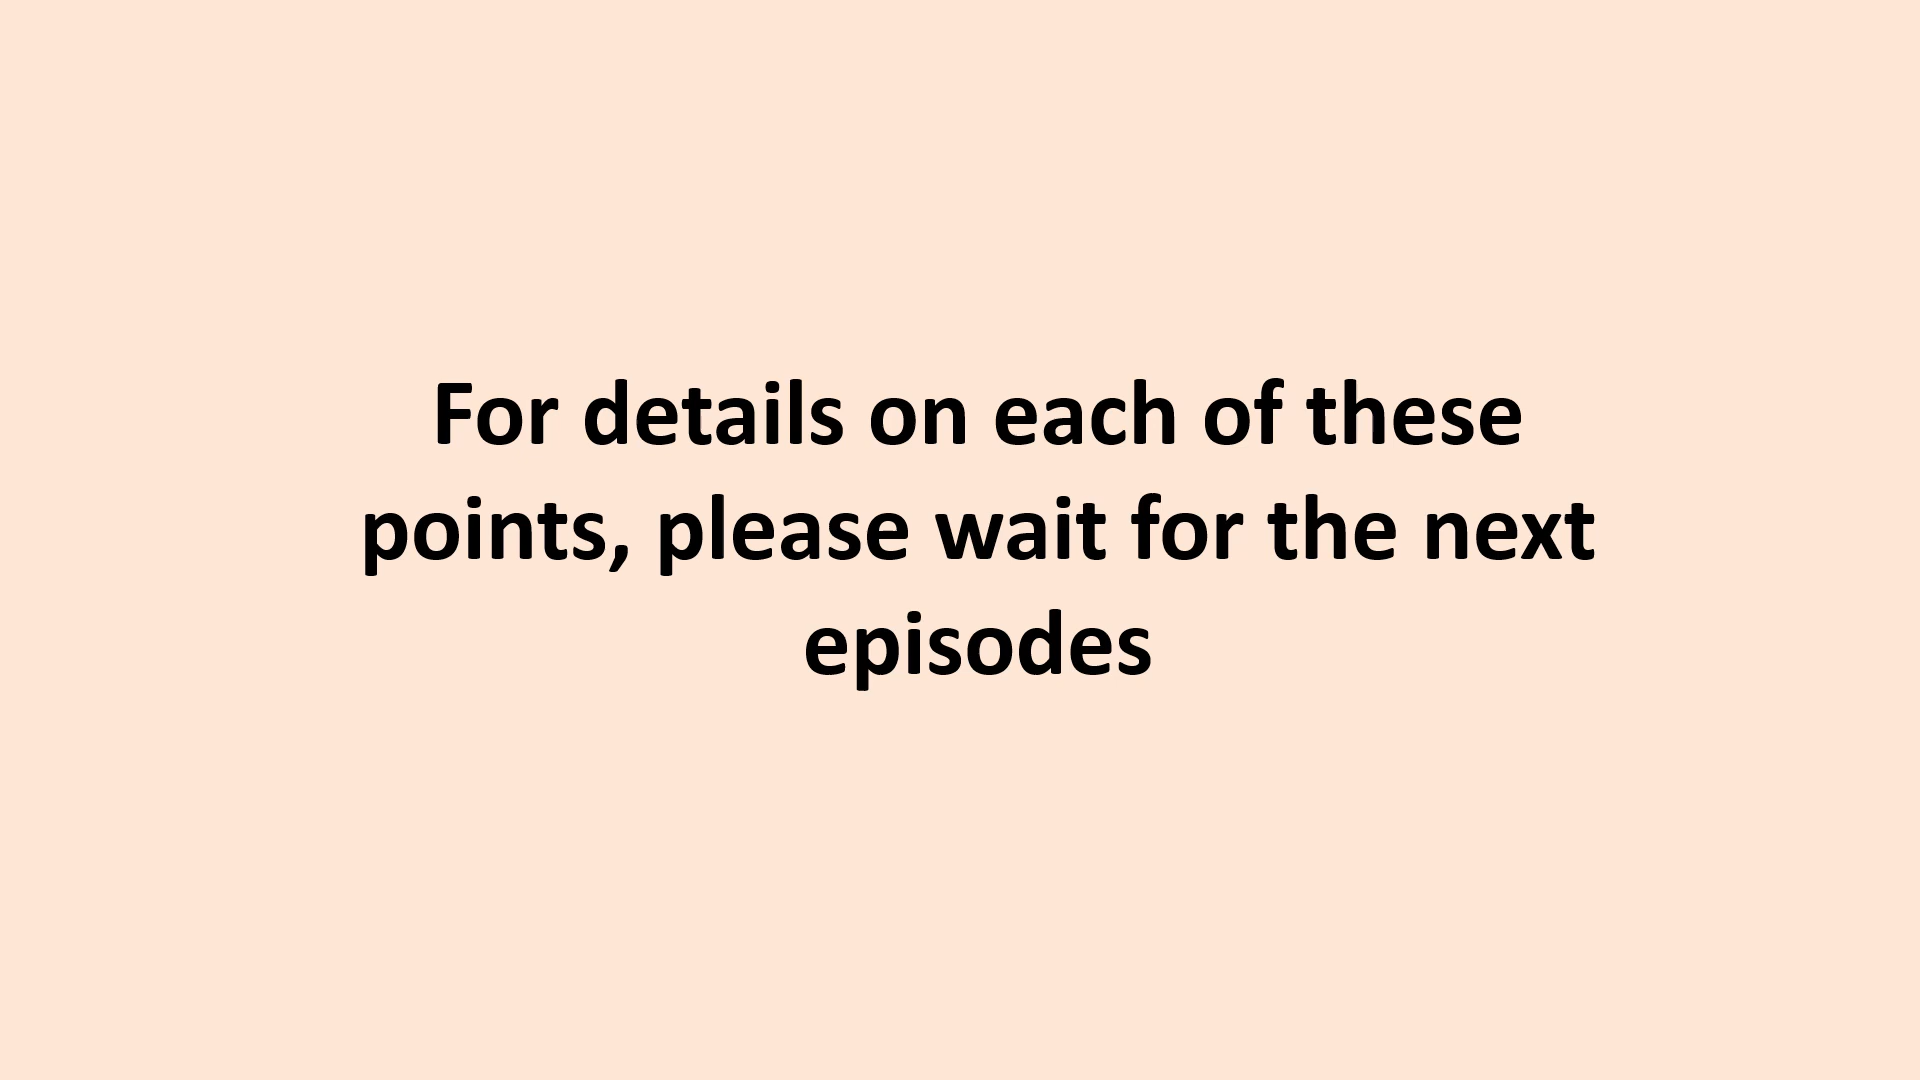 For details on each of these
points, please wait for the next
episodes